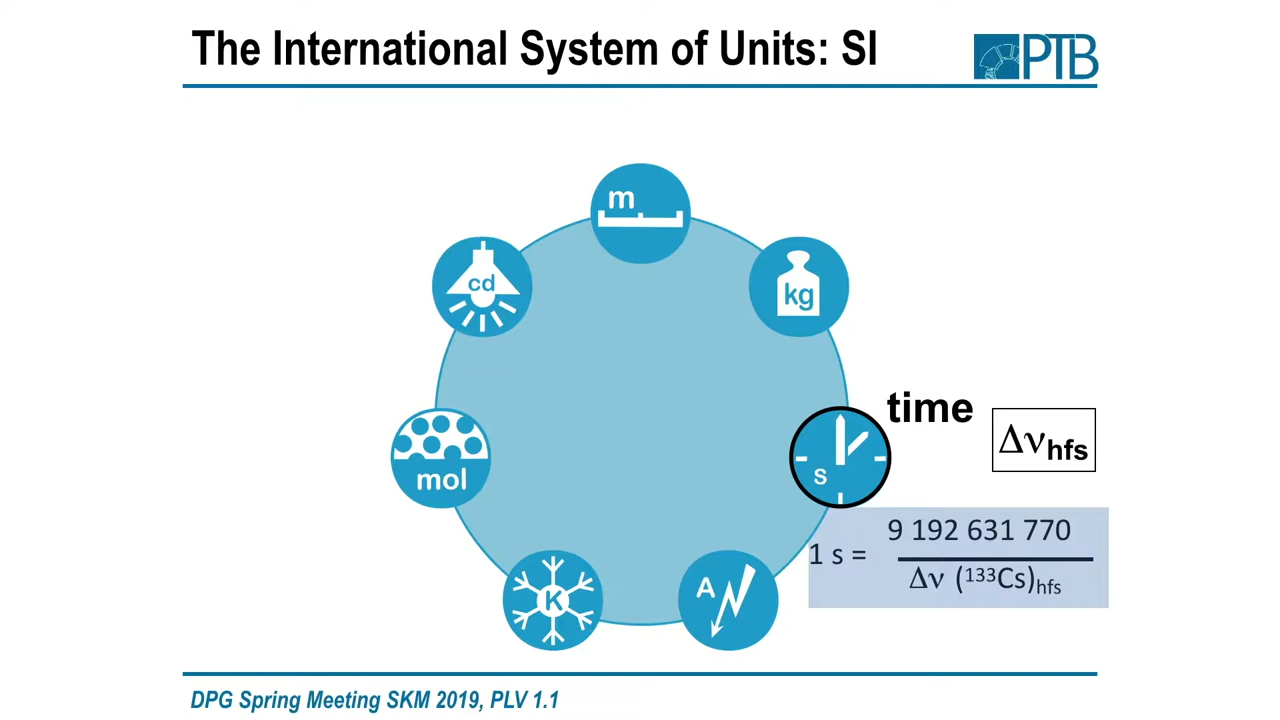 The International System of Units: SI
PTB
m
cd
kg
time
Δνhfs
s
mol
9 192 631 770
1 s =
Δν (¹³³Cs)hfs
K
A
DPG Spring Meeting SKM 2019, PLV 1.1